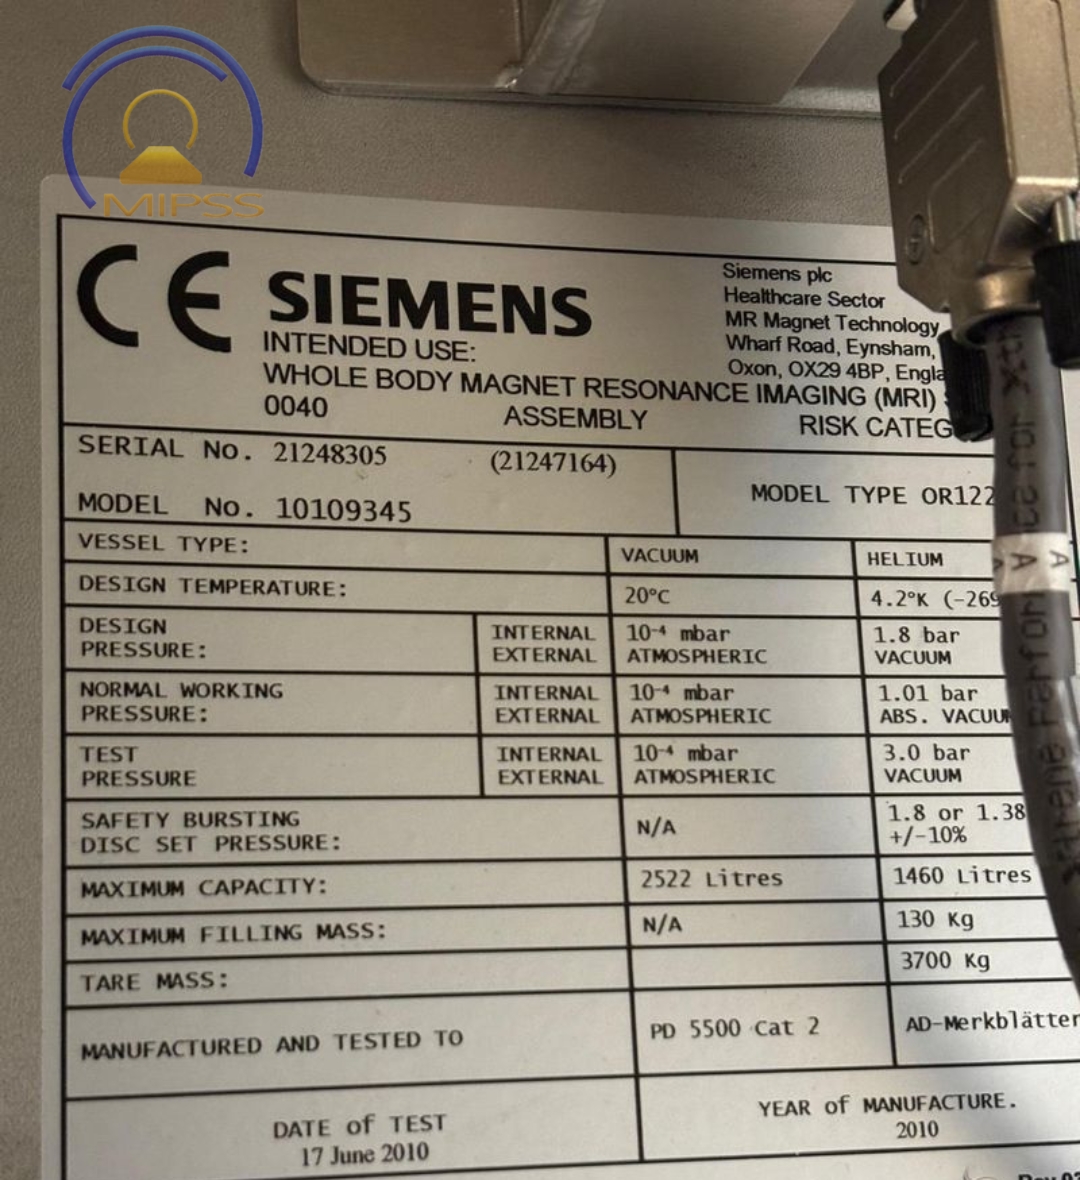 MIPSS
CE SIEMENS
Siemens plc
Healthcare Sector
MR Magnet Technology
Wharf Road, Eynsham,
Oxon, OX29 4BP,
INTENDED USE:
WHOLE BODY MAGNET RESONANCE IMAGING (MRI)
0040 ASSEMBLY RISK
SERIAL No. 21248305 (21247164)
MODEL No. 10109345
MODEL TYPE OR122
VESSEL TYPE: VACUUM HELIUM
DESIGN TEMPERATURE: 20°C 4.2°K
DESIGN INTERNAL 10⁻⁴ mbar 1.8 bar
PRESSURE: EXTERNAL ATMOSPHERIC VACUUM
NORMAL WORKING INTERNAL 10⁻⁴ mbar 1.01 bar
PRESSURE: EXTERNAL ATMOSPHERIC ABS. VACUUM
TEST INTERNAL 10⁻⁴ mbar 3.0 bar
PRESSURE EXTERNAL ATMOSPHERIC VACUUM
SAFETY BURSTING N/A 1.8 or 1.38
DISC SET PRESSURE: +/-10%
MAXIMUM CAPACITY: 2522 Litres 1460 Litres
MAXIMUM FILLING MASS: N/A 130 Kg
TARE MASS: 3700 Kg
MANUFACTURED AND TESTED TO PD 5500 Cat 2 AD-Merkblätter
DATE of TEST
17 June 2010
YEAR of MANUFACTURE.
2010